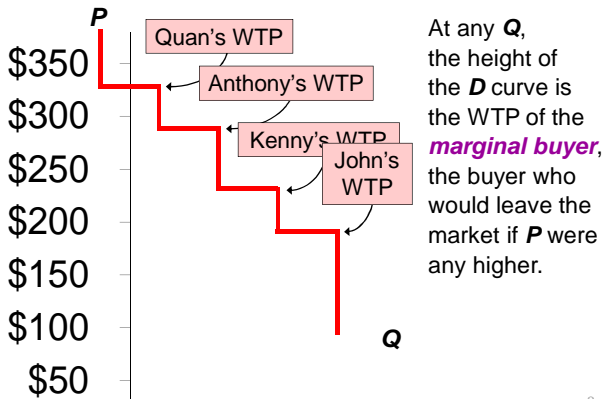 P
Quan's WTP
Anthony's WTP
Kenny's WTP
John's
WTP
$350
$300
$250
$200
$150
$100
$50
Q
At any Q,
the height of
the D curve is
the WTP of the
marginal buyer,
the buyer who
would leave the
market if P were
any higher.